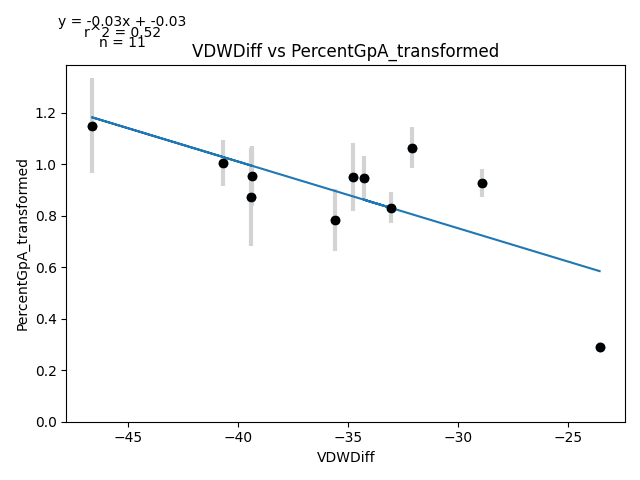 y = -0.03x + -0.03
r^2 = 0.52
n = 11
VDWDiff vs PercentGpA_transformed
PercentGpA_transformed
1.2
1.0
0.8
0.6
0.4
0.2
0.0
−45
−40
−35
−30
−25
VDWDiff